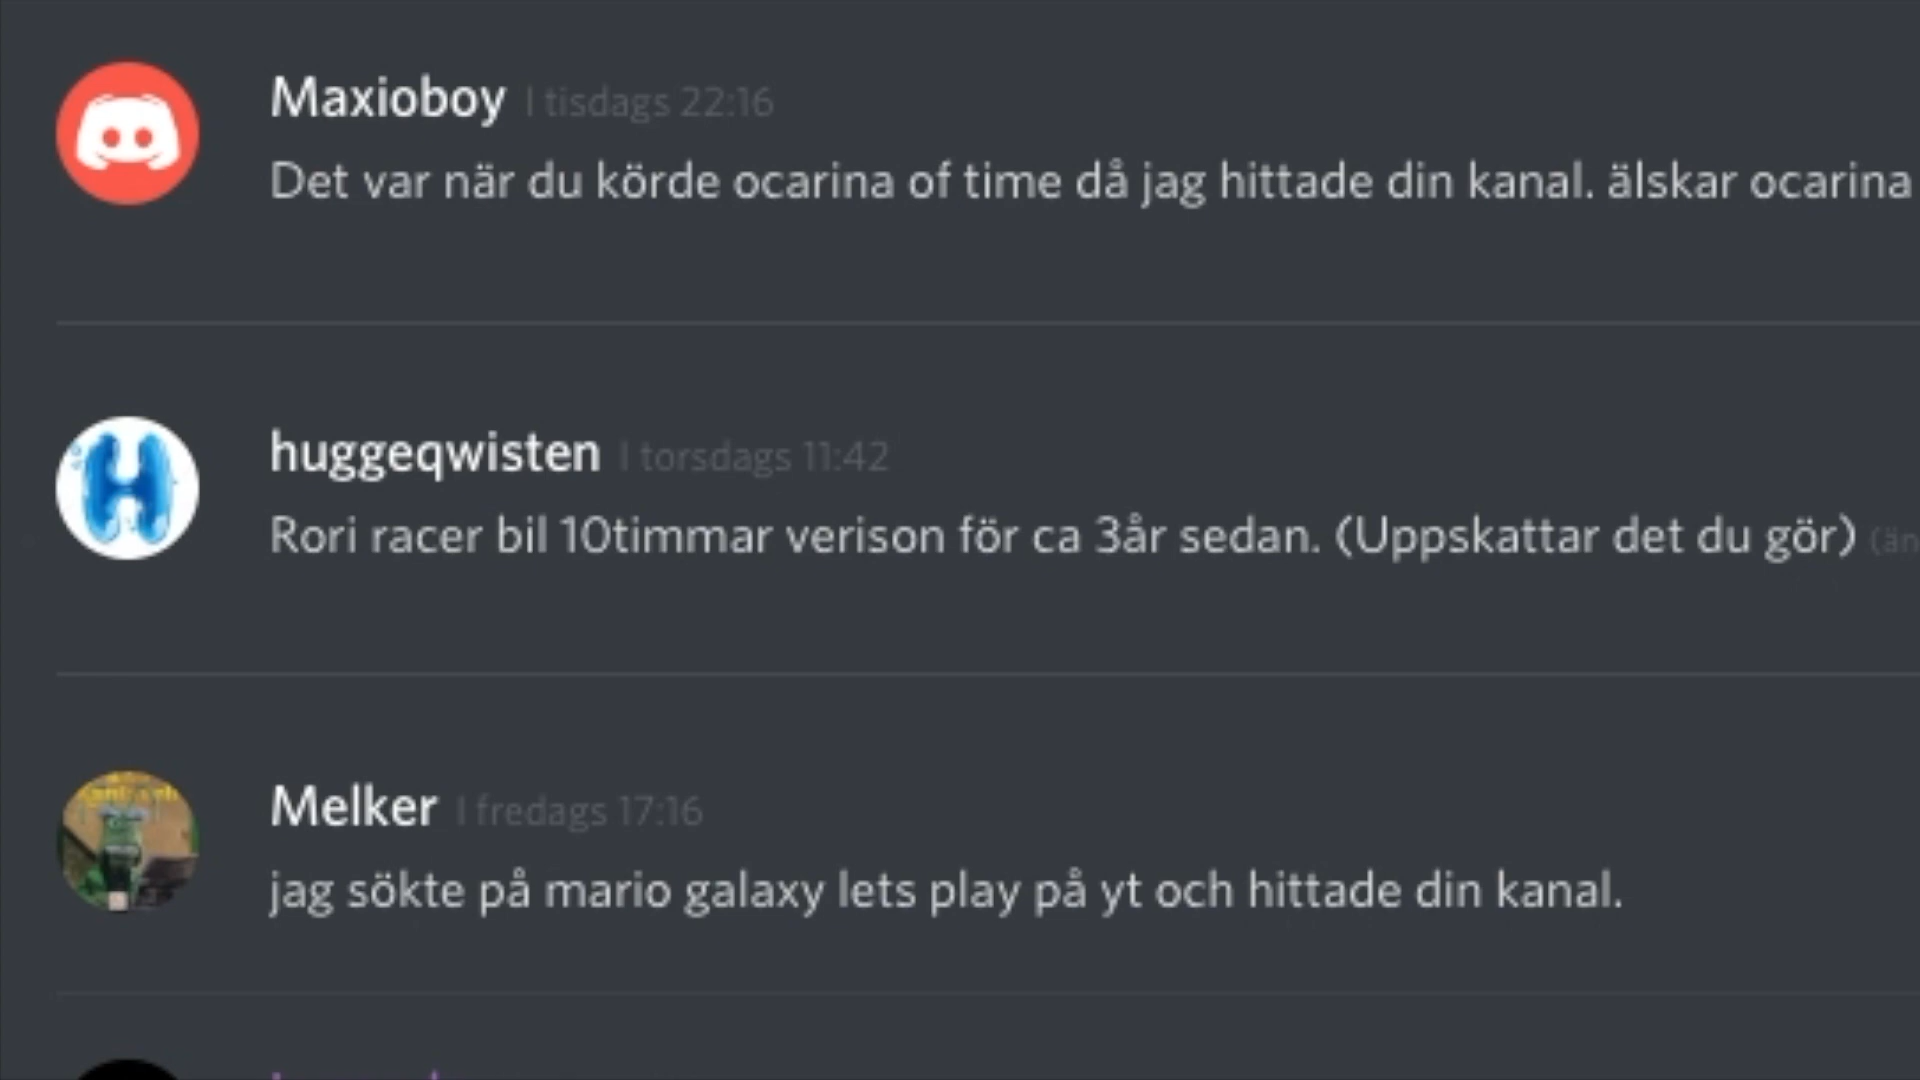 Maxioboy I tisdags 22:16
Det var när du körde ocarina of time då jag hittade din kanal. älskar ocarina
huggeqwisten I torsdags 11:42
Rori racer bil 10timmar verison för ca 3år sedan. (Uppskattar det du gör) (än
Melker I fredags 17:16
jag sökte på mario galaxy lets play på yt och hittade din kanal.